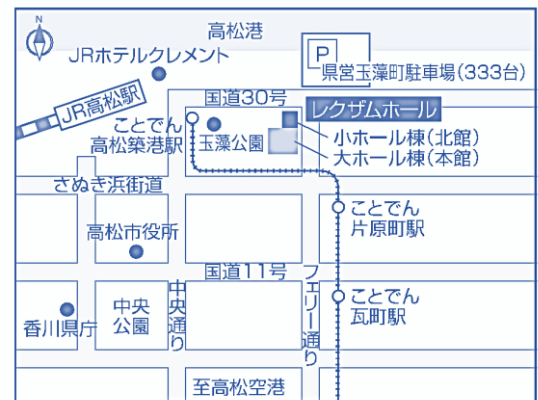 N
高松港
P
JRホテルクレメント
県営玉藻町駐車場(333台)
JR高松駅
国道30号
レクザムホール
ことでん
高松築港駅
玉藻公園
小ホール棟(北館)
大ホール棟(本館)
さぬき浜街道
ことでん
片原町駅
高松市役所
国道11号
中央通り
フェリー通り
ことでん
瓦町駅
中央
公園
香川県庁
至高松空港